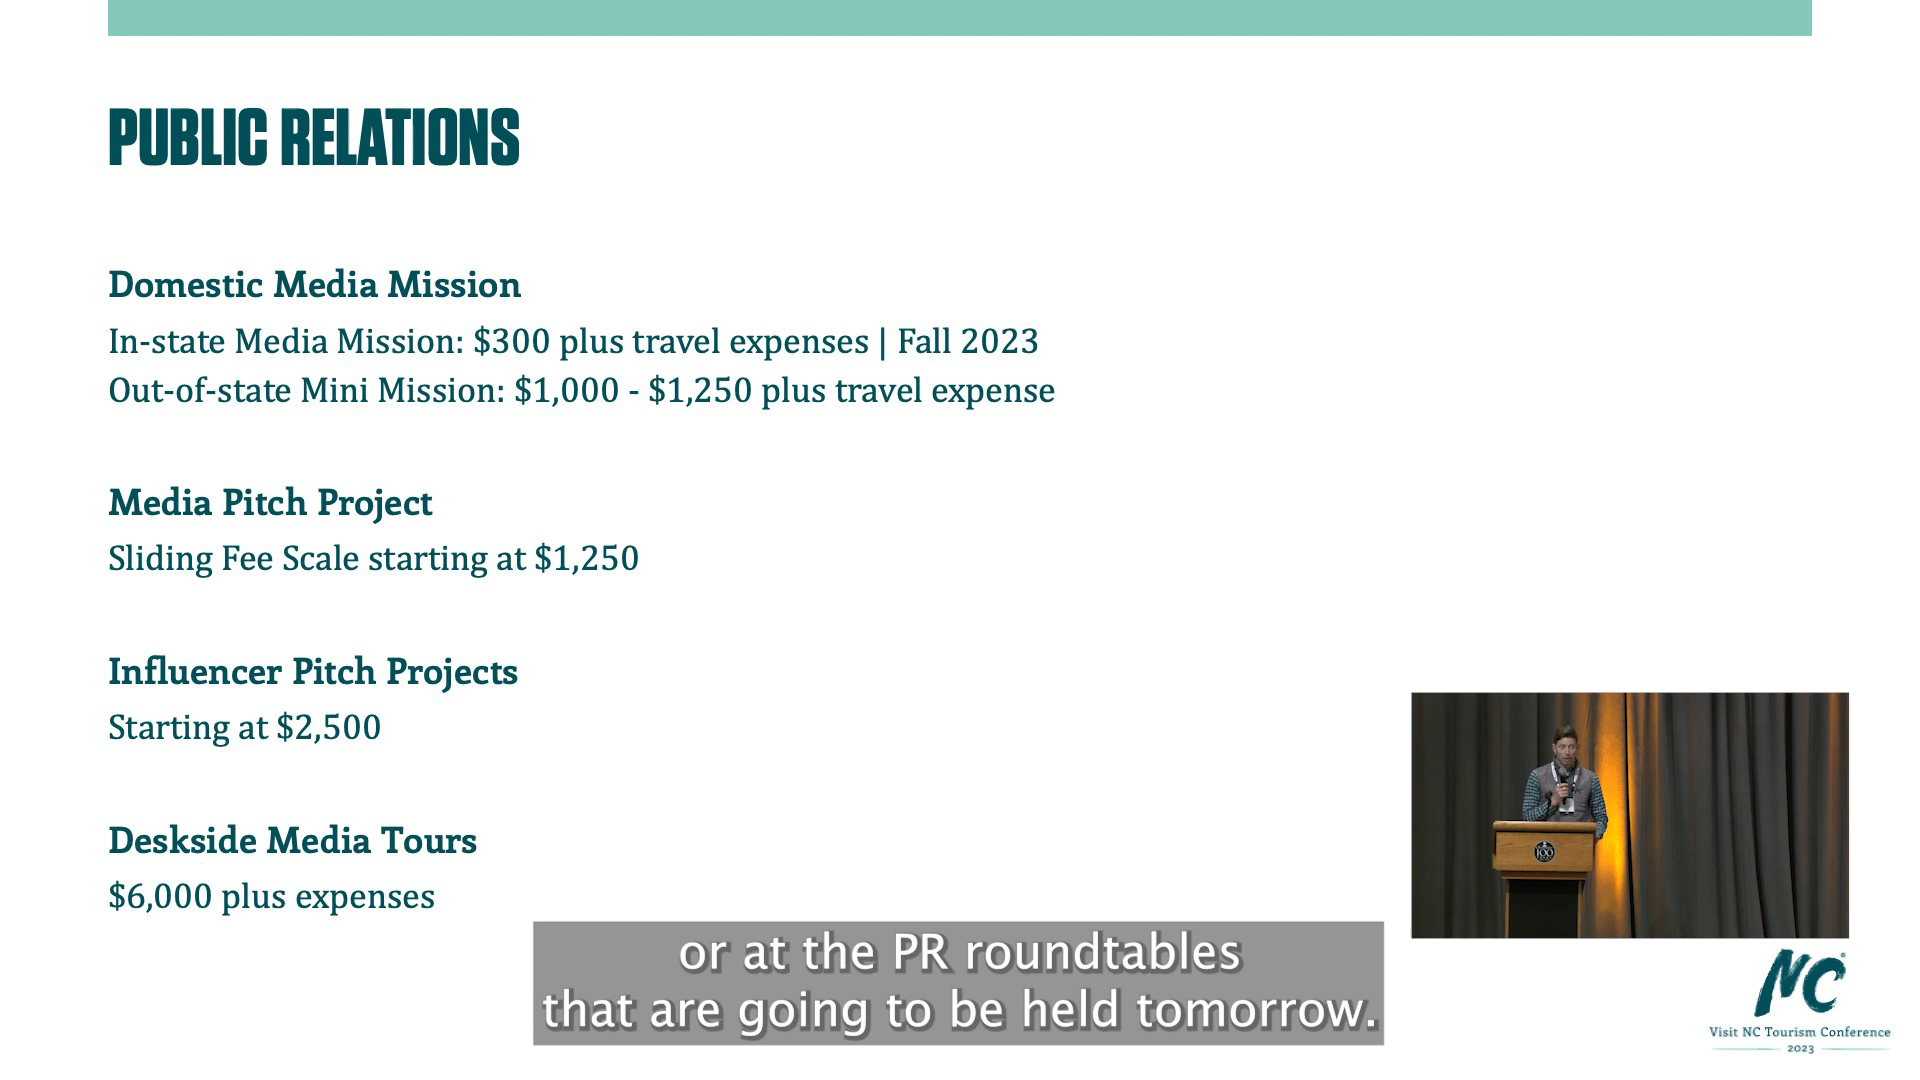 PUBLIC RELATIONS
Domestic Media Mission
In-state Media Mission: $300 plus travel expenses | Fall 2023
Out-of-state Mini Mission: $1,000 - $1,250 plus travel expense
Media Pitch Project
Sliding Fee Scale starting at $1,250
Influencer Pitch Projects
Starting at $2,500
Deskside Media Tours
$6,000 plus expenses
or at the PR roundtables
that are going to be held tomorrow.
100
NC
Visit NC Tourism Conference
2023